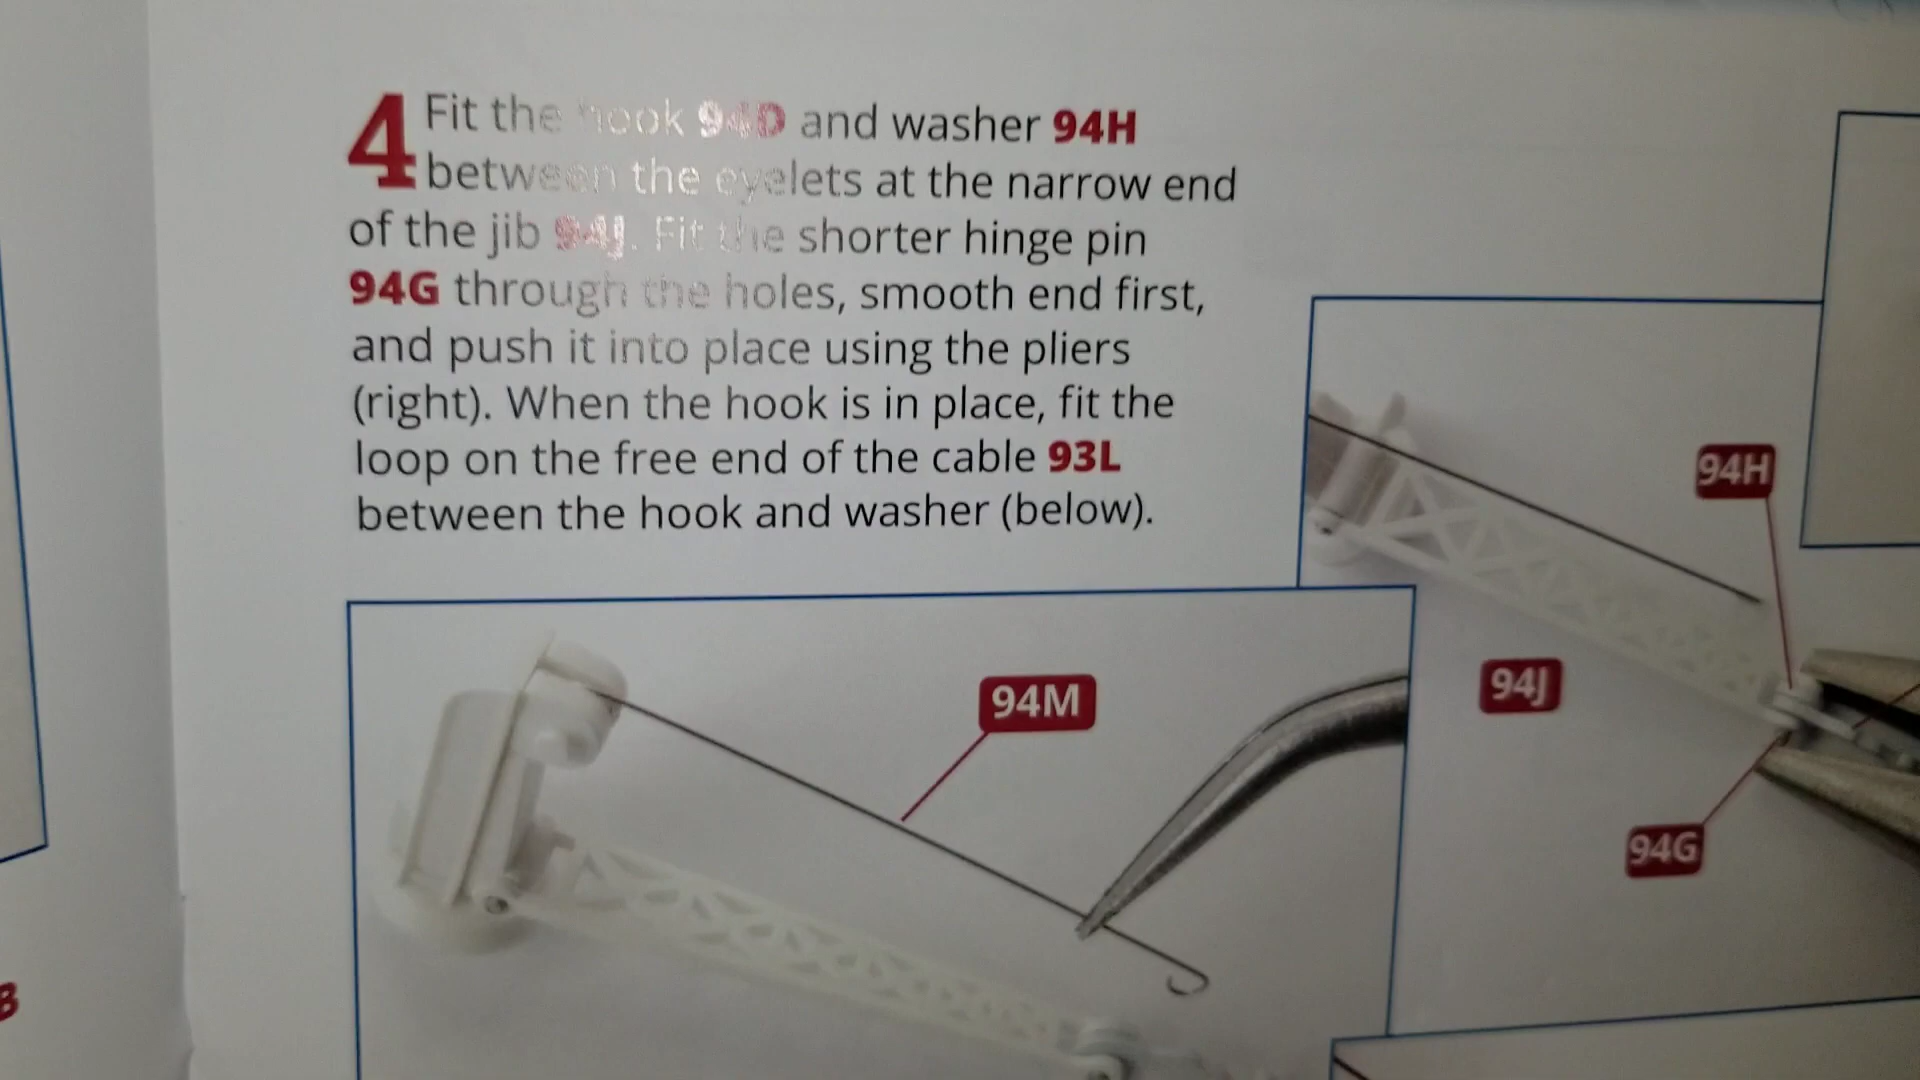 4 Fit the hook 94D and washer 94H
between the eyelets at the narrow end
of the jib 94J. Fit the shorter hinge pin
94G through the holes, smooth end first,
and push it into place using the pliers
(right). When the hook is in place, fit the
loop on the free end of the cable 93L
between the hook and washer (below).
94H
94J
94M
94G
B